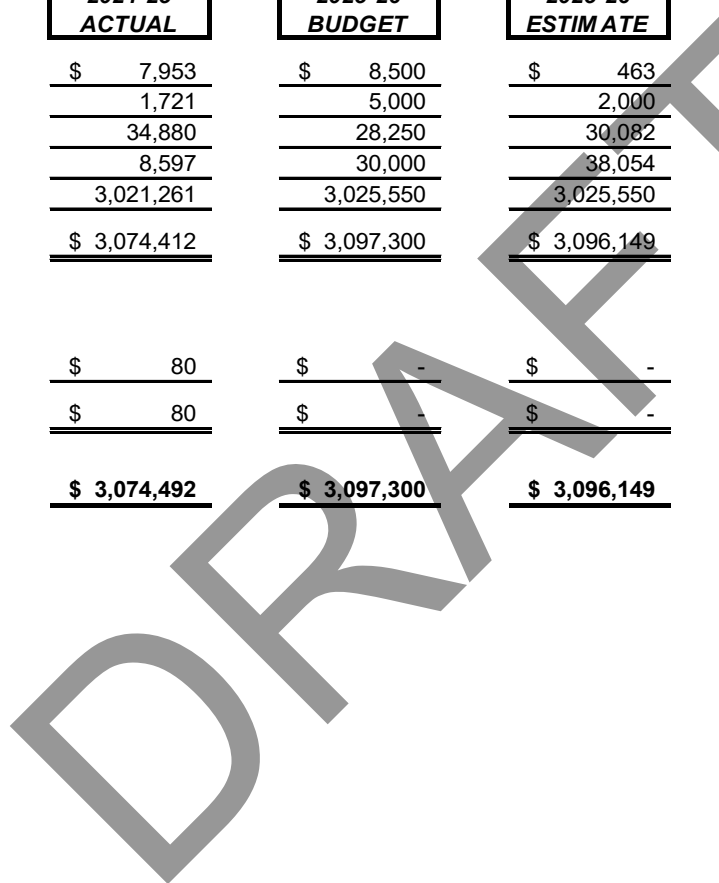 ACTUAL BUDGET ESTIMATE
$ 7,953 $ 8,500 $ 463
1,721 5,000 2,000
34,880 28,250 30,082
8,597 30,000 38,054
3,021,261 3,025,550 3,025,550
$ 3,074,412 $ 3,097,300 $ 3,096,149
$ 80 $ - $ -
$ 80 $ - $ -
$ 3,074,492 $ 3,097,300 $ 3,096,149
DRAFT